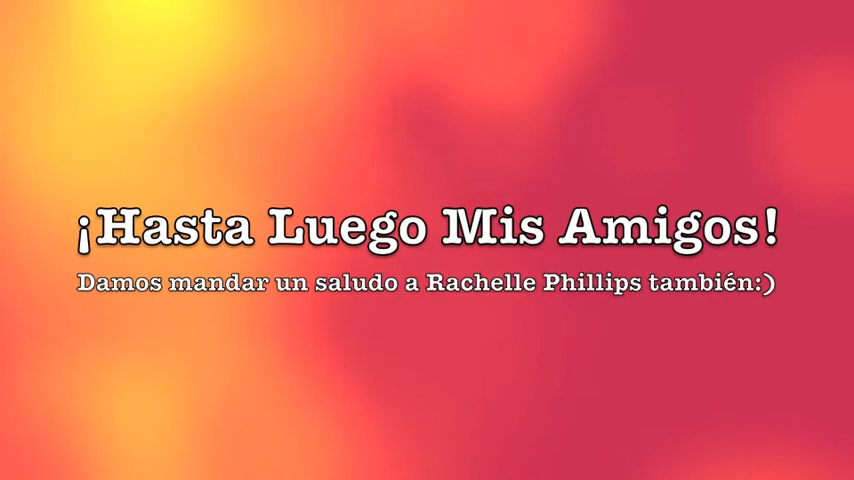 ¡Hasta Luego Mis Amigos!
Damos mandar un saludo a Rachelle Phillips también:)